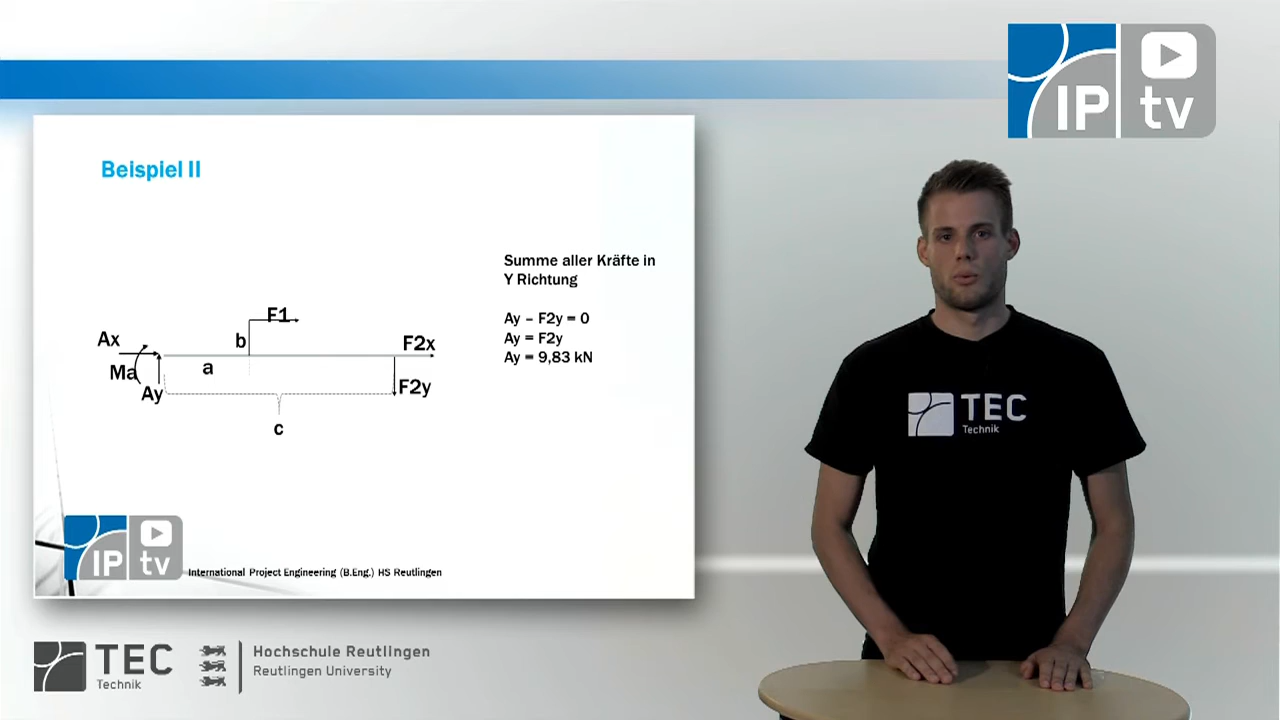 IP tv
Beispiel II
Summe aller Kräfte in
Y Richtung
Ay – F2y = 0
Ay = F2y
Ay = 9,83 kN
F1
b
Ax
F2x
a
Ma
Ay
F2y
c
TEC
Technik
IP tv
International Project Engineering (B.Eng.) HS Reutlingen
TEC
Technik
Hochschule Reutlingen
Reutlingen University